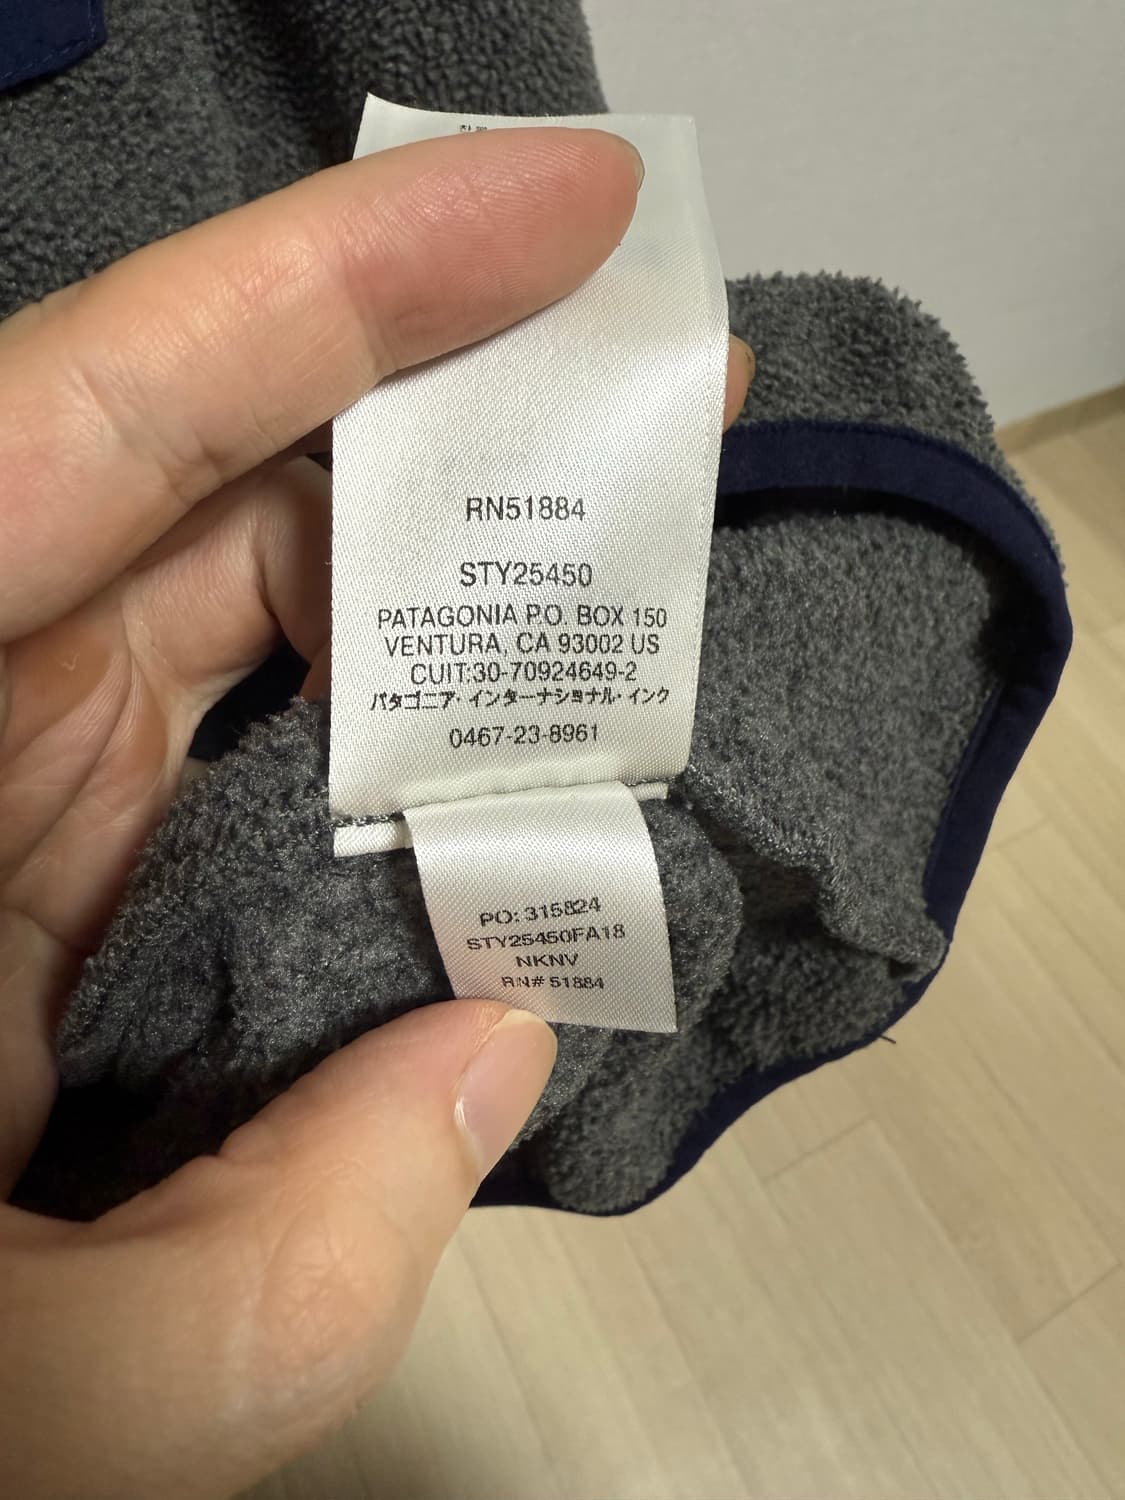 RN51884
STY25450
PATAGONIA P.O. BOX 150
VENTURA, CA 93002 US
CUIT:30-70924649-2
パタゴニア・インターナショナル・インク
0467-23-8961
PO: 315824
STY25450FA18
NKNV
RN# 51884